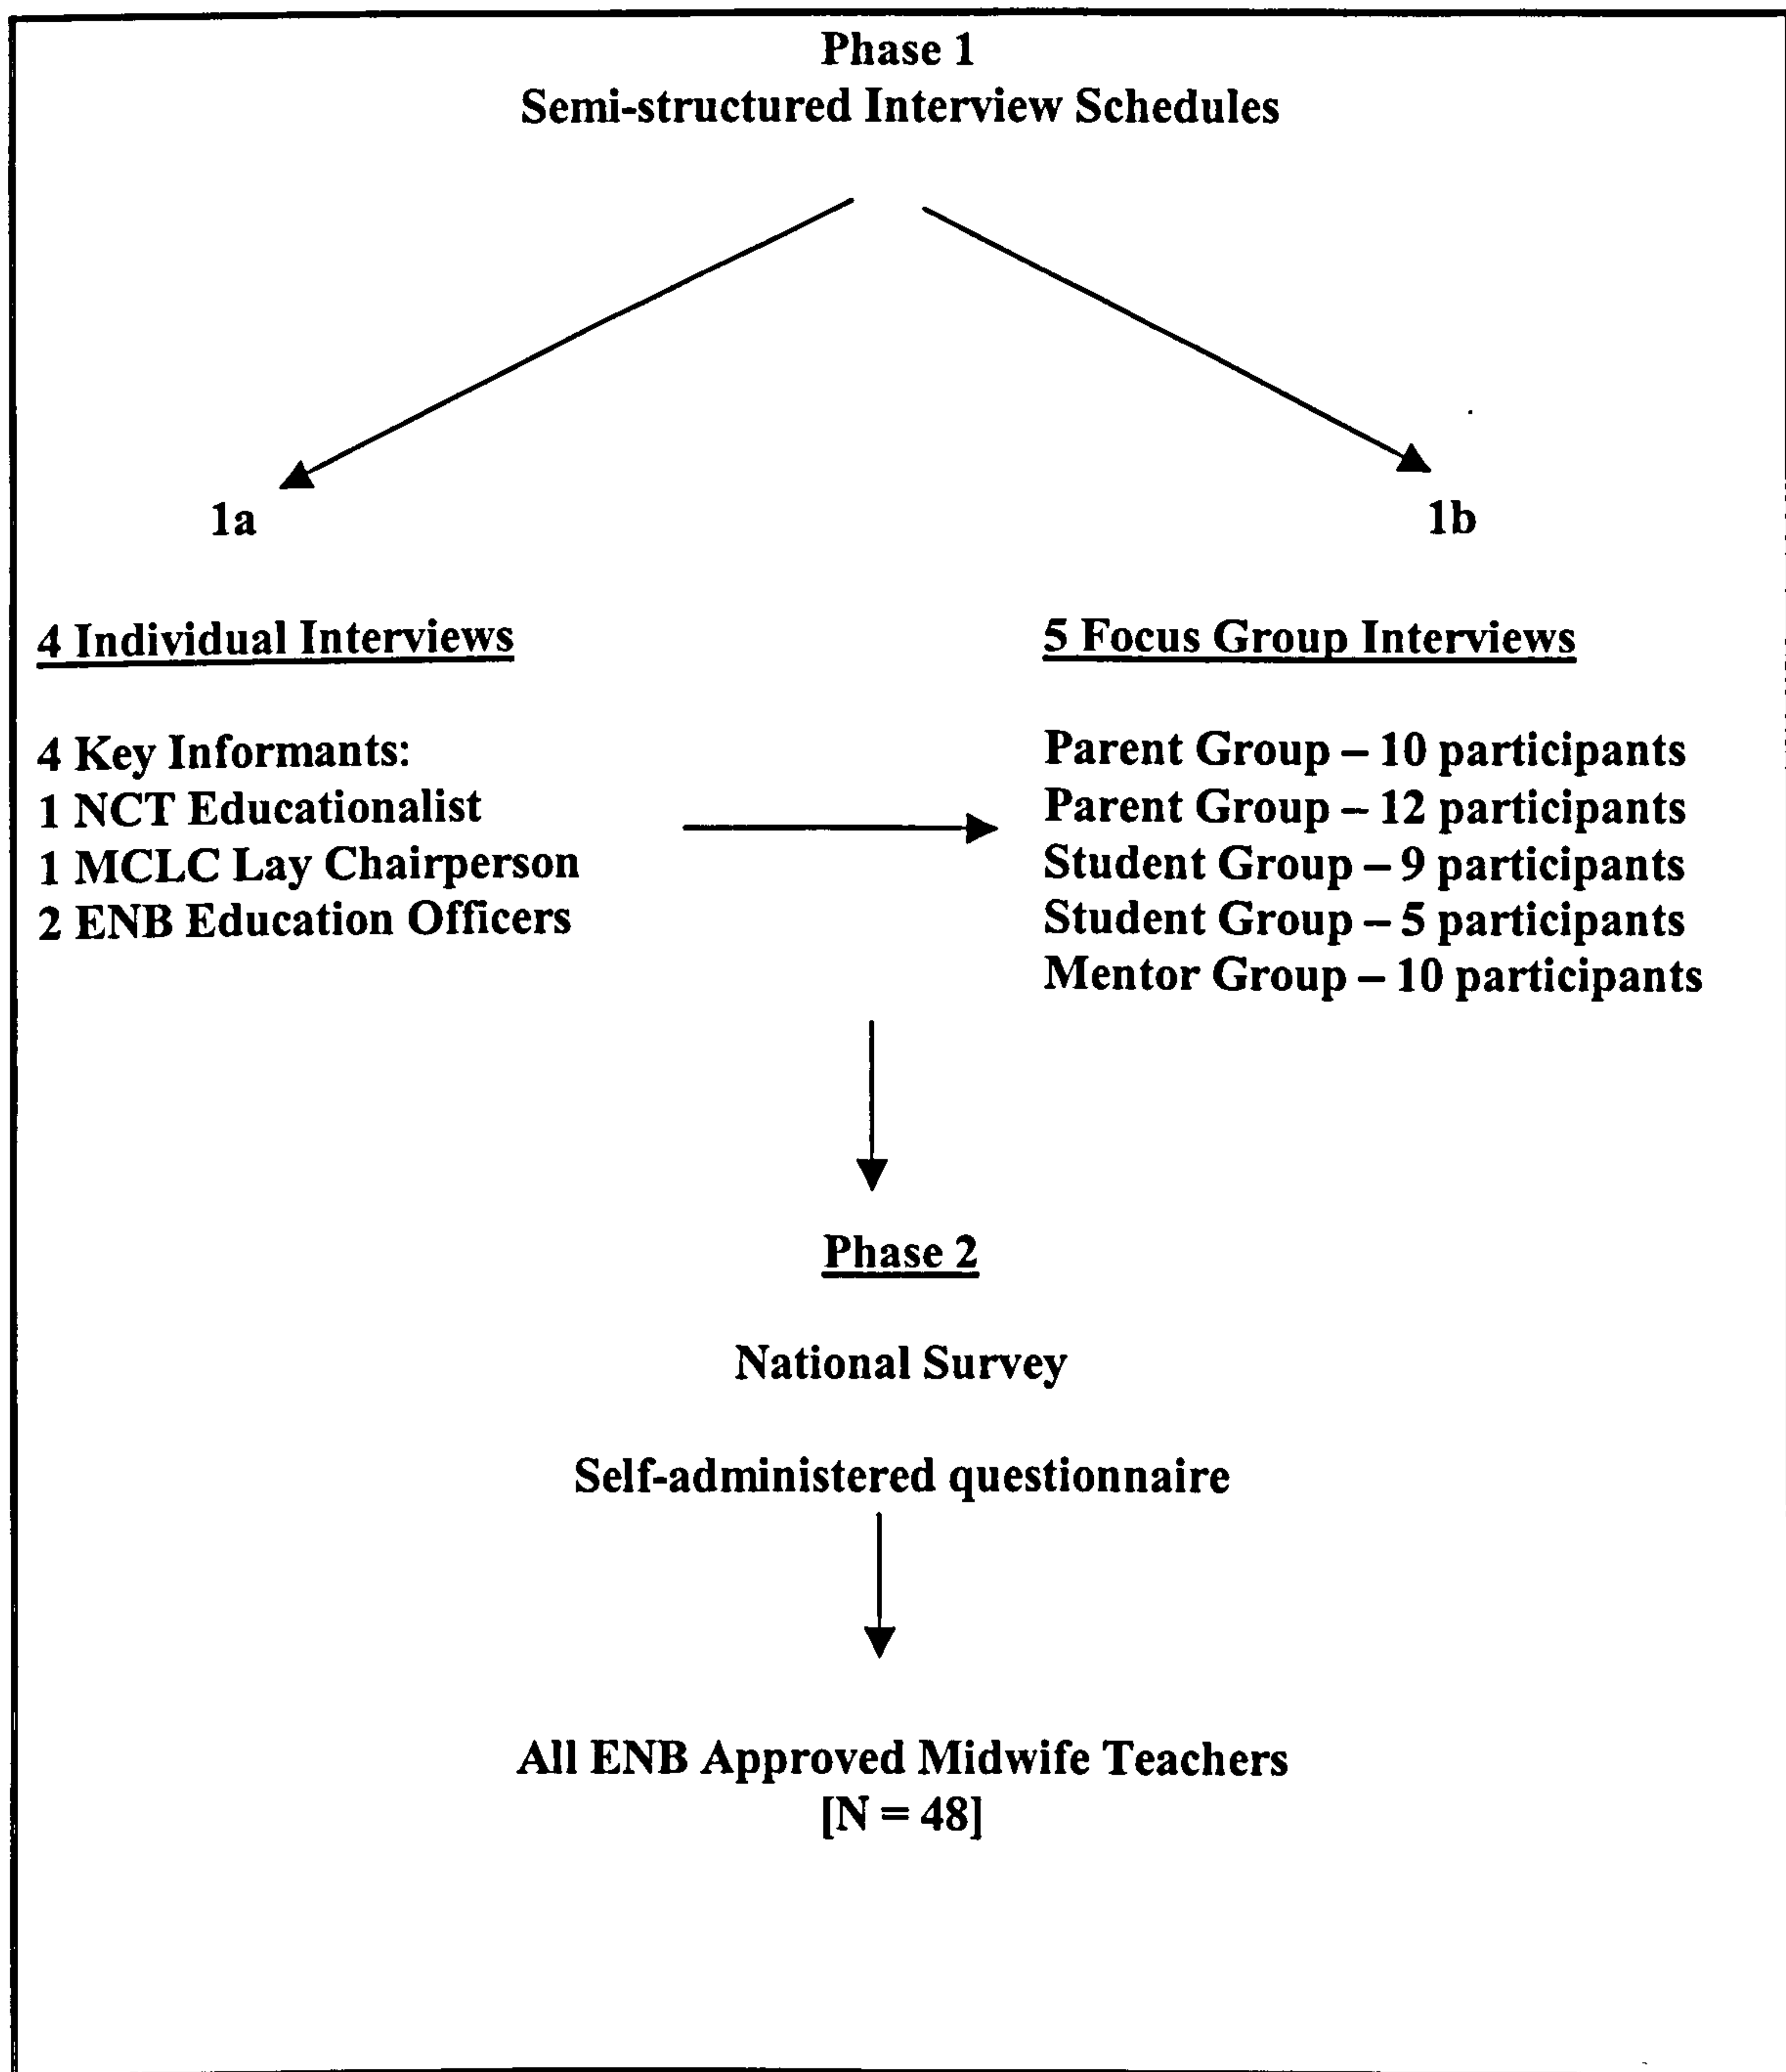 Phase 1
Semi-structured Interview Schedules
1a
1b
4 Individual Interviews
4 Key Informants:
1 NCT Educationalist
1 MCLC Lay Chairperson
2 ENB Education Officers
5 Focus Group Interviews
Parent Group – 10 participants
Parent Group – 12 participants
Student Group – 9 participants
Student Group – 5 participants
Mentor Group – 10 participants
Phase 2
National Survey
Self-administered questionnaire
All ENB Approved Midwife Teachers
[N = 48]